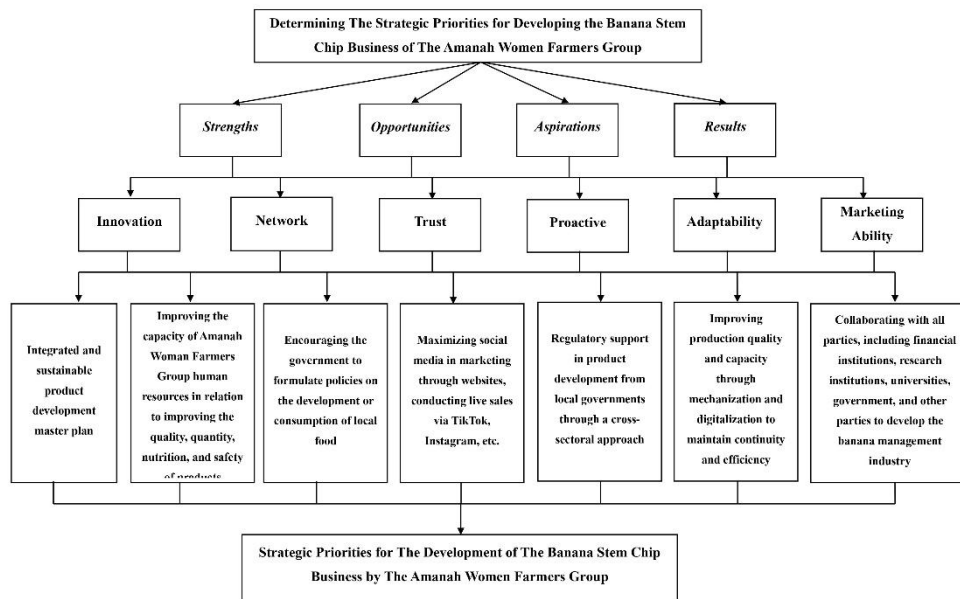 Determining The Strategic Priorities for Developing the Banana Stem
Chip Business of The Amanah Women Farmers Group
Strengths
Opportunities
Aspirations
Results
Innovation
Network
Trust
Proactive
Adaptability
Marketing
Ability
Integrated and
sustainable
product
development
master plan
Improving the
capacity of Amanah
Woman Farmers
Group human
resources in relation
to improving the
quality, quantity,
nutrition, and safety
of products
Encouraging the
government to
formulate policies on
the development or
consumption of local
food
Maximizing social
media in marketing
through websites,
conducting live sales
via TikTok,
Instagram, etc.
Regulatory support
in product
development from
local governments
through a cross-
sectoral approach
Improving
production quality
and capacity
through
mechanization and
digitalization to
maintain continuity
and efficiency
Collaborating with all
parties, including financial
institutions, research
institutions, universities,
government, and other
parties to develop the
banana management
industry
Strategic Priorities for The Development of The Banana Stem Chip
Business by The Amanah Women Farmers Group